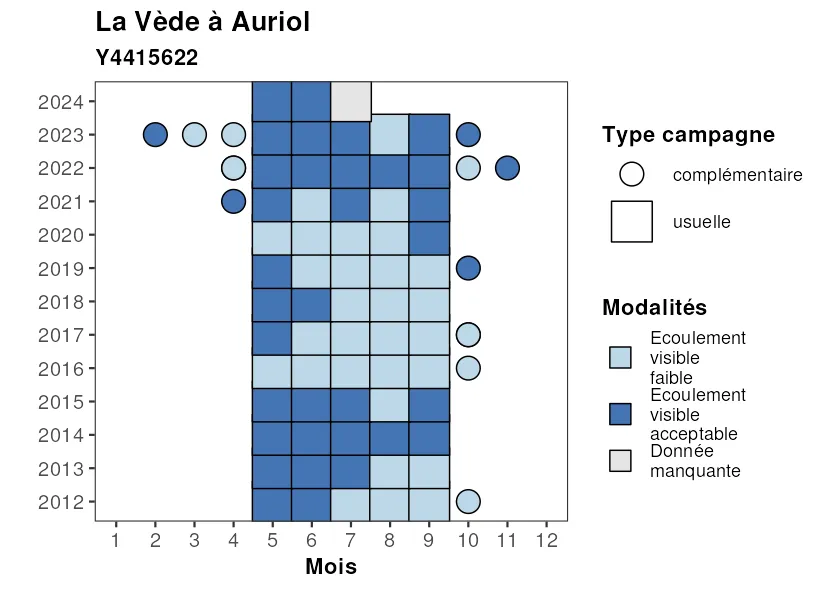 La Vède à Auriol
Y4415622
2024
2023
2022
2021
2020
2019
2018
2017
2016
2015
2014
2013
2012
1 2 3 4 5 6 7 8 9 10 11 12
Mois
Type campagne
complémentaire
usuelle
Modalités
Ecoulement
visible
faible
Ecoulement
visible
acceptable
Donnée
manquante